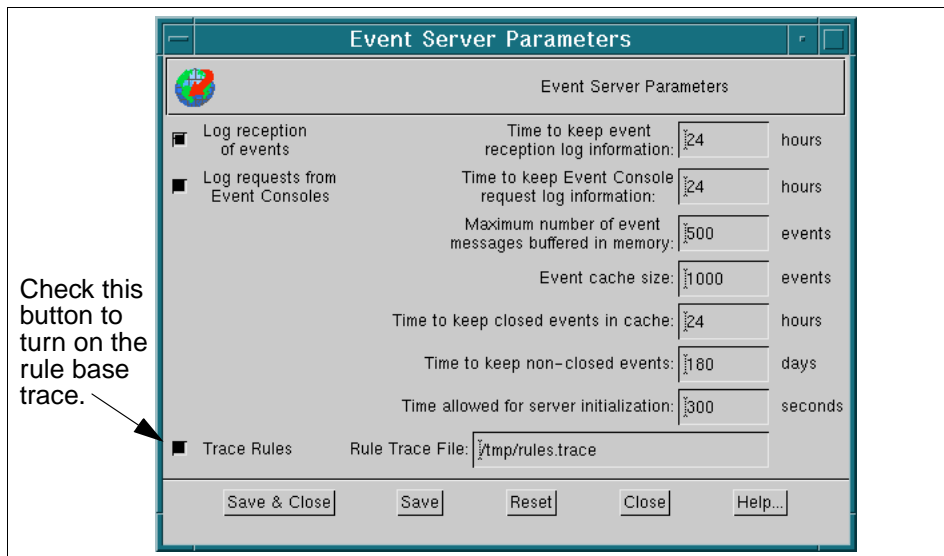 Event Server Parameters
Event Server Parameters
Log reception
of events
Time to keep event
reception log information:
24
hours
Log requests from
Event Consoles
Time to keep Event Console
request log information:
24
hours
Maximum number of event
messages buffered in memory:
500
events
Event cache size:
1000
events
Time to keep closed events in cache:
24
hours
Time to keep non-closed events:
180
days
Time allowed for server initialization:
300
seconds
Check this
button to
turn on the
rule base
trace.
Trace Rules
Rule Trace File:
/tmp/rules.trace
Save & Close
Save
Reset
Close
Help...